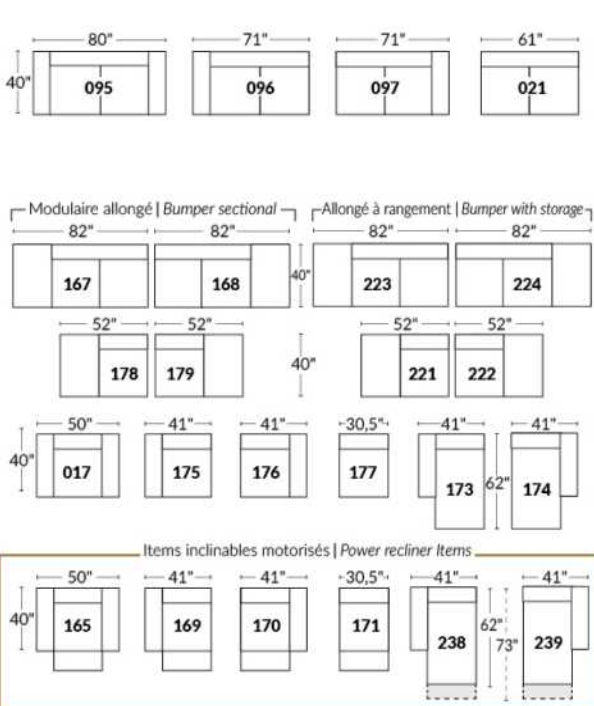 80" 71" 71" 61"
40" 095 096 097 021
Modulaire allongé | Bumper sectional Allongé à rangement | Bumper with storage
82" 82" 82" 82"
167 168 40" 223 224
52" 52" 52" 52"
178 179 40" 221 222
50" 41" 41" 30,5" 41" 41"
40" 017 175 176 177 173 62" 174
Items inclinables motorisés | Power recliner Items
50" 41" 41" 30,5" 41" 41"
40" 165 169 170 171 238 62" 73" 239